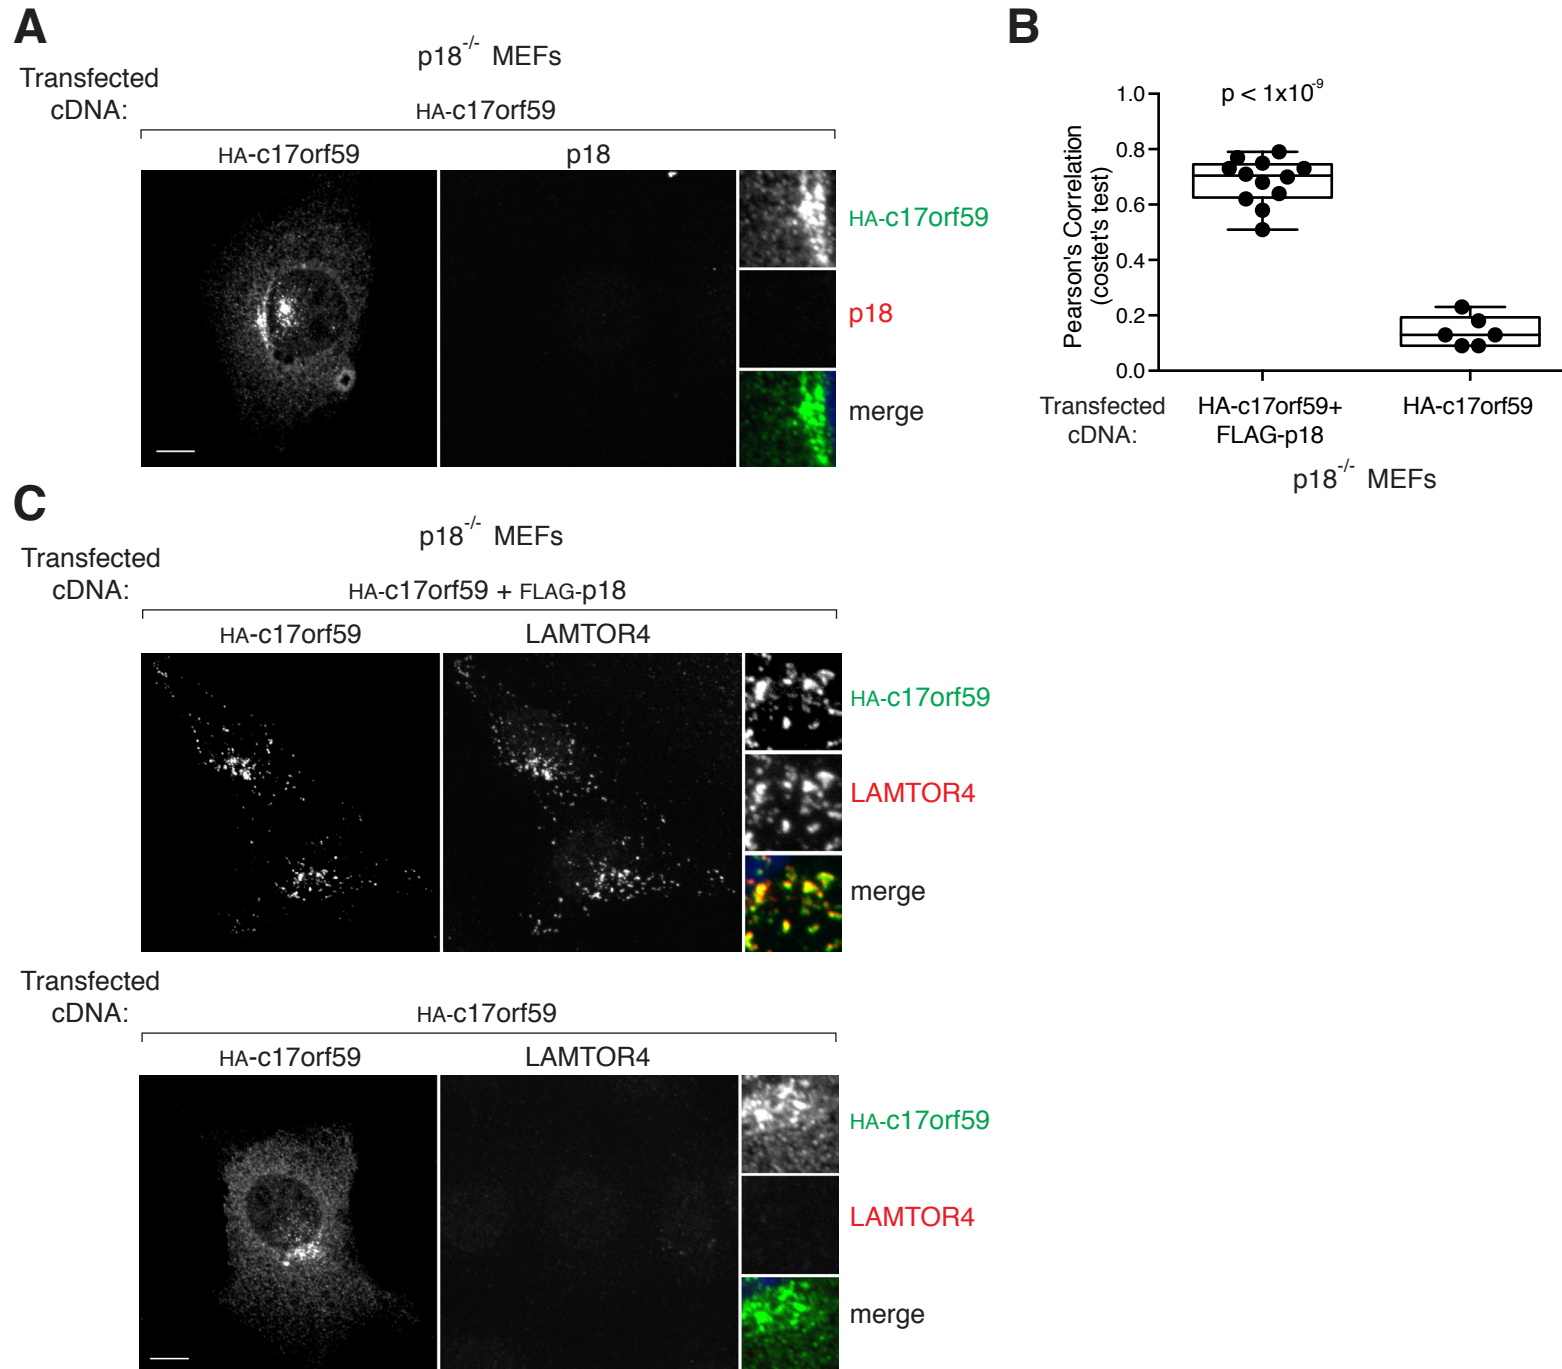 A
p18-/- MEFs
Transfected
cDNA:
HA-c17orf59
HA-c17orf59
p18
HA-c17orf59
p18
merge
B
p < 1x10-9
Pearson's Correlation
(costet's test)
1.0
0.8
0.6
0.4
0.2
0.0
Transfected
cDNA:
HA-c17orf59+
FLAG-p18
HA-c17orf59
p18-/- MEFs
C
p18-/- MEFs
Transfected
cDNA:
HA-c17orf59 + FLAG-p18
HA-c17orf59
LAMTOR4
HA-c17orf59
LAMTOR4
merge
Transfected
cDNA:
HA-c17orf59
HA-c17orf59
LAMTOR4
HA-c17orf59
LAMTOR4
merge